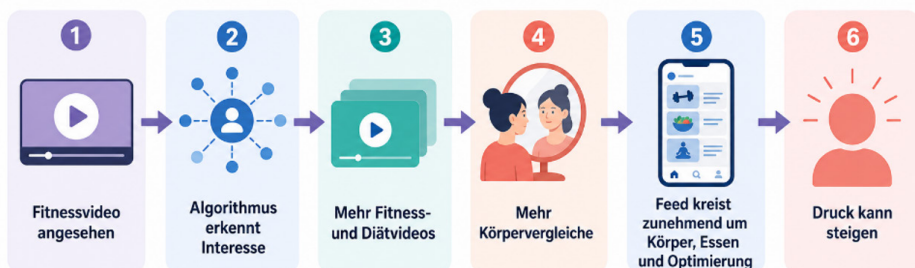 1
2
3
4
5
6
Fitnessvideo
angesehen
Algorithmus
erkennt
Interesse
Mehr Fitness-
und Diätvideos
Mehr
Körpervergleiche
Feed kreist
zunehmend um
Körper, Essen
und Optimierung
Druck kann
steigen